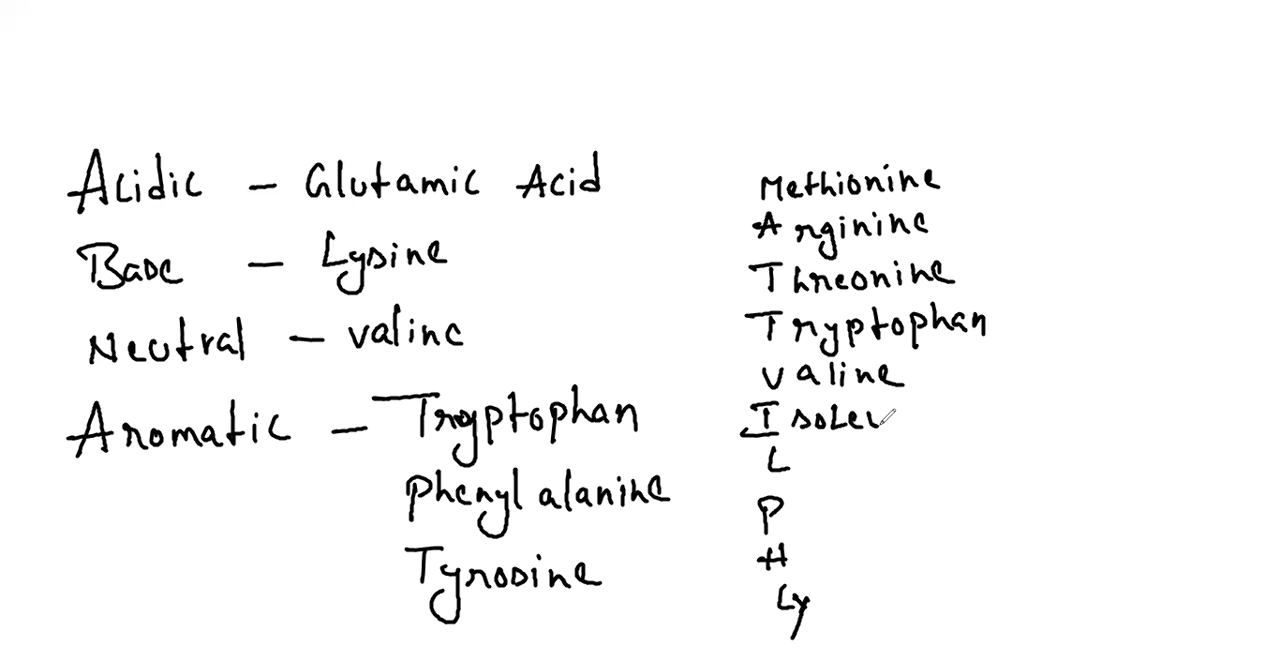 Acidic - Glutamic Acid
Base - Lysine
Neutral - valine
Aromatic - Tryptophan
Phenyl alanine
Tyrosine
Methionine
Arginine
Threonine
Tryptophan
Valine
Isoleu
L
P
H
Ly